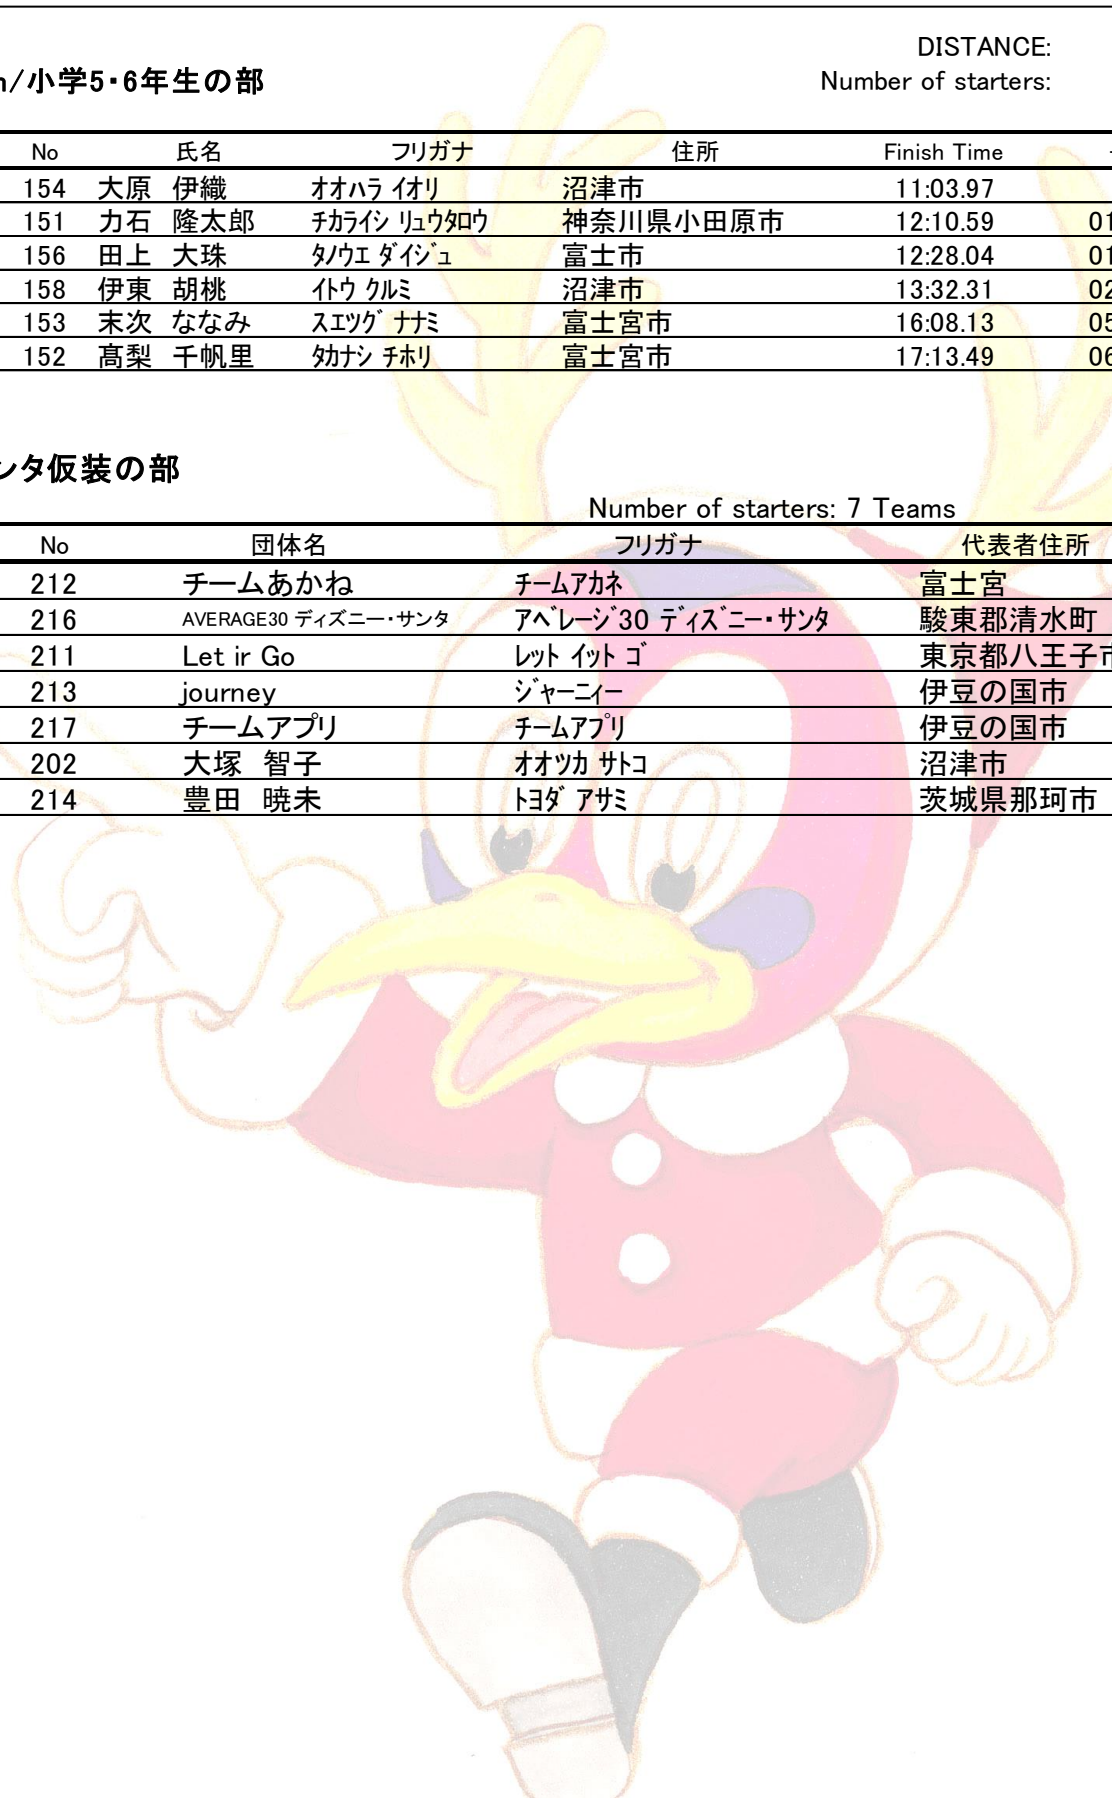 DISTANCE:
/小学5・6年生の部
Number of starters:
No 氏名 フリガナ 住所 Finish Time
154 大原 伊織 オオハラ イオリ 沼津市 11:03.97
151 力石 隆太郎 チカライシ リュウタロウ 神奈川県小田原市 12:10.59 01
156 田上 大珠 タノウエ ダイジュ 富士市 12:28.04 01
158 伊東 胡桃 イトウ クルミ 沼津市 13:32.31 02
153 末次 ななみ スエツグ ナナミ 富士宮市 16:08.13 05
152 髙梨 千帆里 タカナシ チホリ 富士宮市 17:13.49 06
ンタ仮装の部
Number of starters: 7 Teams
No 団体名 フリガナ 代表者住所
212 チームあかね チームアカネ 富士宮
216 AVERAGE30 ディズニー・サンタ アベレージ30 ディズニー・サンタ 駿東郡清水町
211 Let ir Go レット イット ゴ 東京都八王子市
213 journey ジャーニィー 伊豆の国市
217 チームアプリ チームアプリ 伊豆の国市
202 大塚 智子 オオツカ サトコ 沼津市
214 豊田 暁未 トヨダ アサミ 茨城県那珂市